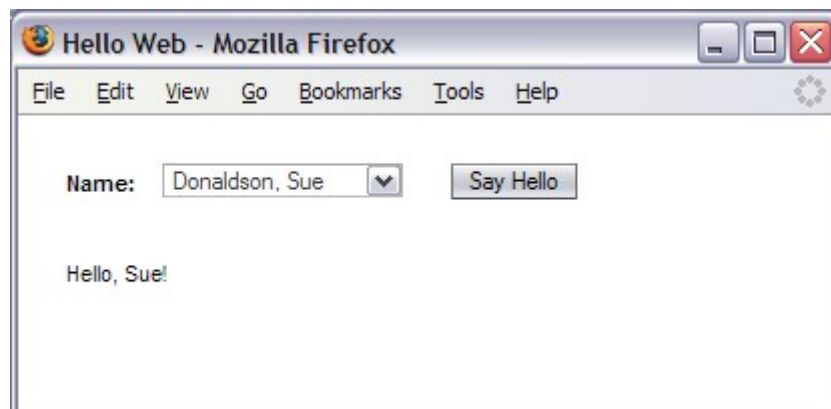 Hello Web - Mozilla Firefox
File Edit View Go Bookmarks Tools Help
Name: Donaldson, Sue Say Hello
Hello, Sue!